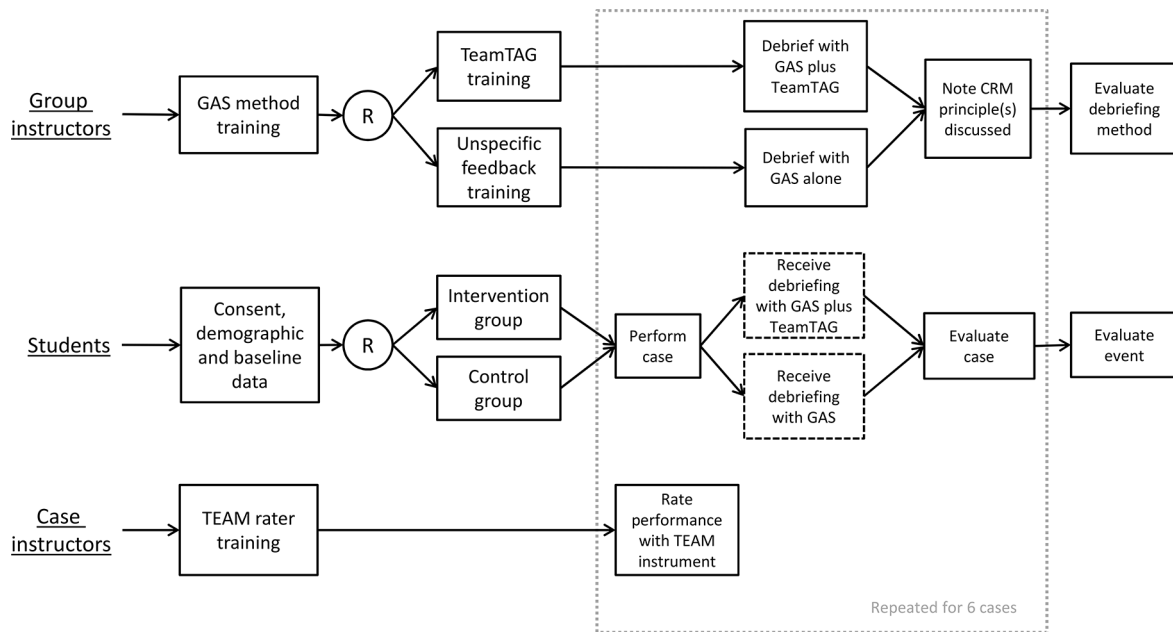 Group
instructors
GAS method
training
R
TeamTAG
training
Unspecific
feedback
training
Debrief with
GAS plus
TeamTAG
Debrief with
GAS alone
Note CRM
principle(s)
discussed
Evaluate
debriefing
method
Students
Consent,
demographic
and baseline
data
R
Intervention
group
Control
group
Perform
case
Receive
debriefing
with GAS plus
TeamTAG
Receive
debriefing
with GAS
Evaluate
case
Evaluate
event
Case
instructors
TEAM rater
training
Rate
performance
with TEAM
instrument
Repeated for 6 cases